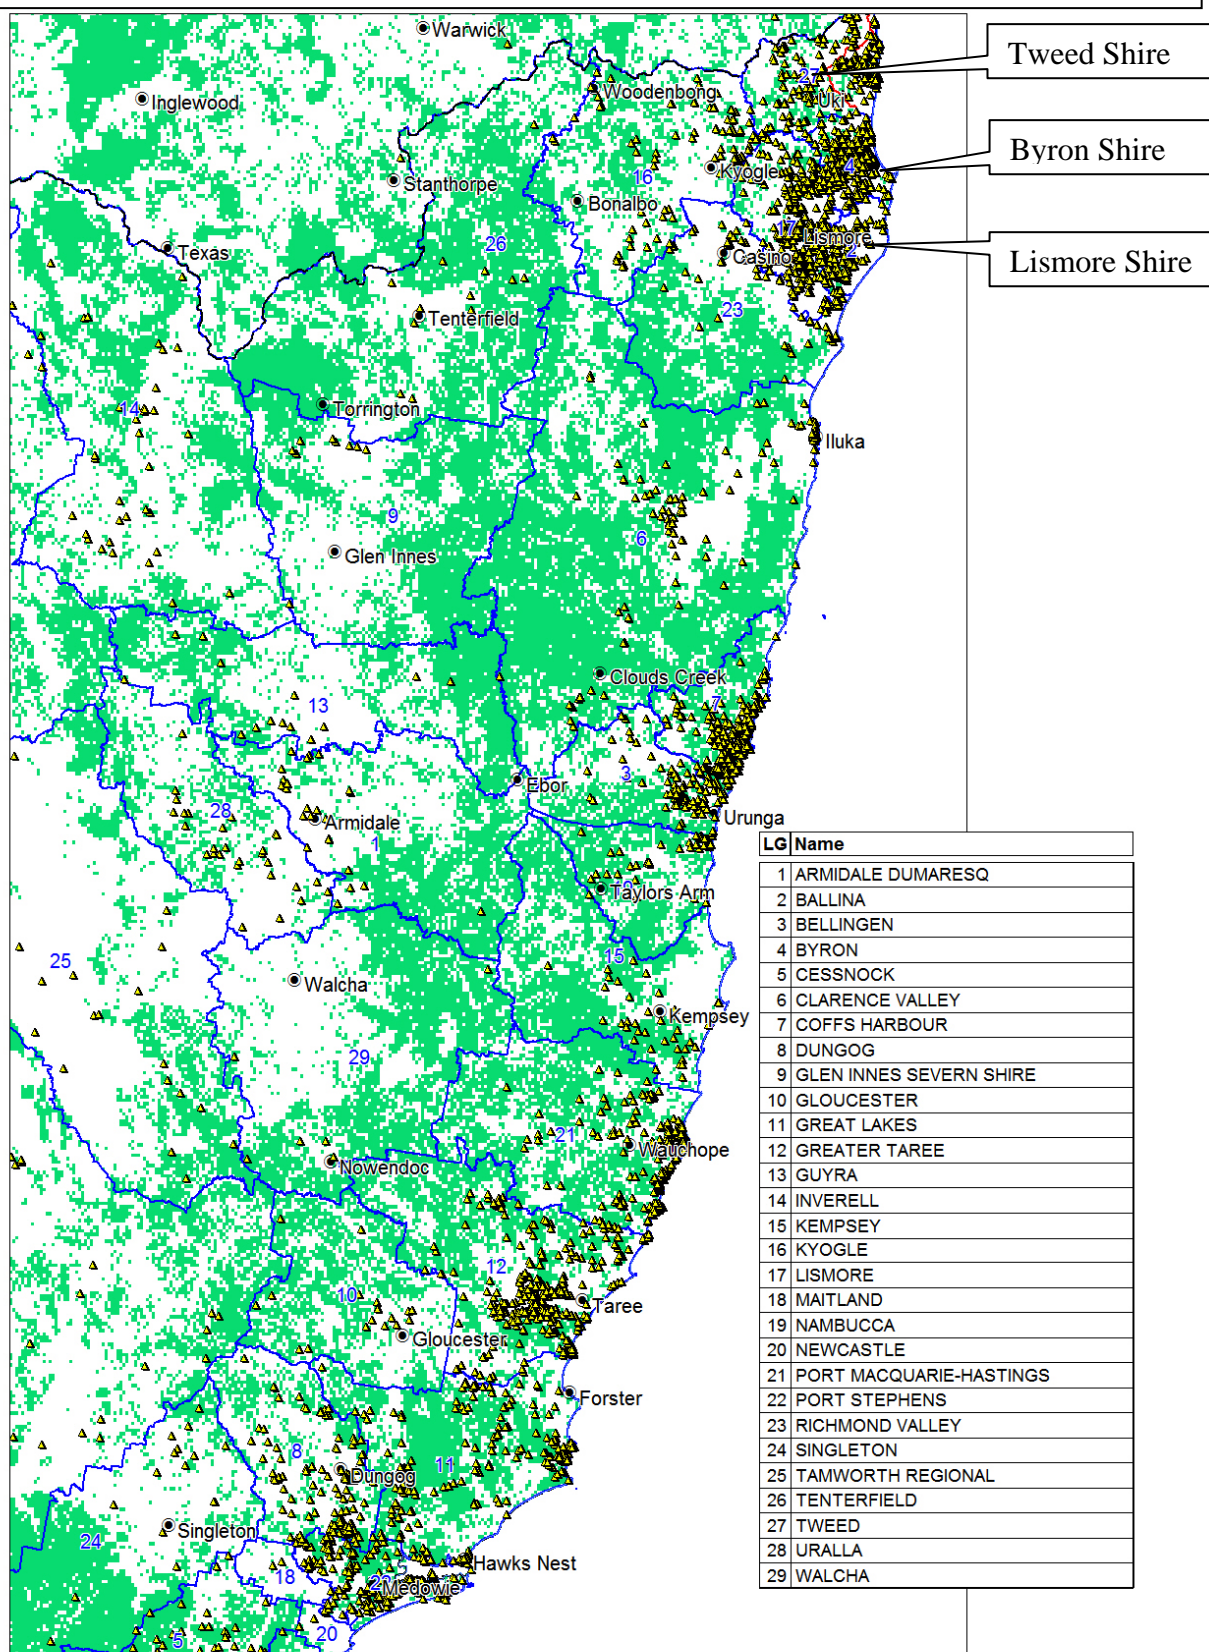 Warwick
Tweed Shire
27
Inglewood
Woodenbong
Uki
Byron Shire
4
Kyogle
16
Stanthorpe
Bonalbo
17
Lismore
26
2
Texas
Casino
Lismore Shire
23
Tenterfield
14
Torrington
Iluka
9
6
Glen Innes
Clouds Creek
13
7
3
Ebor
28
Armidale
Urunga
1
LG Name
1 ARMIDALE DUMARESQ
Taylors Arm
2 BALLINA
3 BELLINGEN
4 BYRON
25
15
5 CESSNOCK
Walcha
6 CLARENCE VALLEY
Kempsey
7 COFFS HARBOUR
29
8 DUNGOG
9 GLEN INNES SEVERN SHIRE
10 GLOUCESTER
11 GREAT LAKES
21
12 GREATER TAREE
Wauchope
Nowendoc
13 GUYRA
14 INVERELL
15 KEMPSEY
16 KYOGLE
12
17 LISMORE
10
18 MAITLAND
Taree
19 NAMBUCCA
Gloucester
20 NEWCASTLE
21 PORT MACQUARIE-HASTINGS
Forster
22 PORT STEPHENS
23 RICHMOND VALLEY
8
24 SINGLETON
11
Dungog
25 TAMWORTH REGIONAL
26 TENTERFIELD
Singleton
27 TWEED
24
28 URALLA
Hawks Nest
18
29 WALCHA
Medowie
20
5